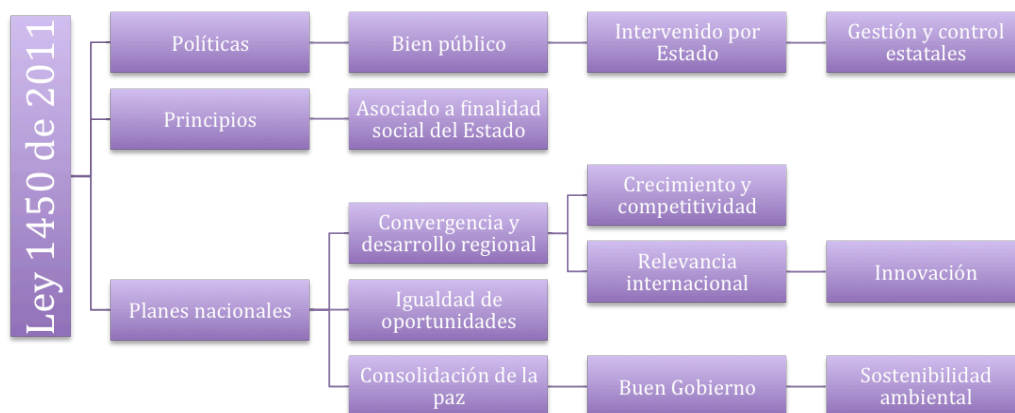 Ley 1450 de 2011
Políticas
Bien público
Intervenido por
Estado
Gestión y control
estatales
Principios
Asociado a finalidad
social del Estado
Planes nacionales
Convergencia y
desarrollo regional
Crecimiento y
competitividad
Relevancia
internacional
Innovación
Igualdad de
oportunidades
Consolidación de la
paz
Buen Gobierno
Sostenibilidad
ambiental